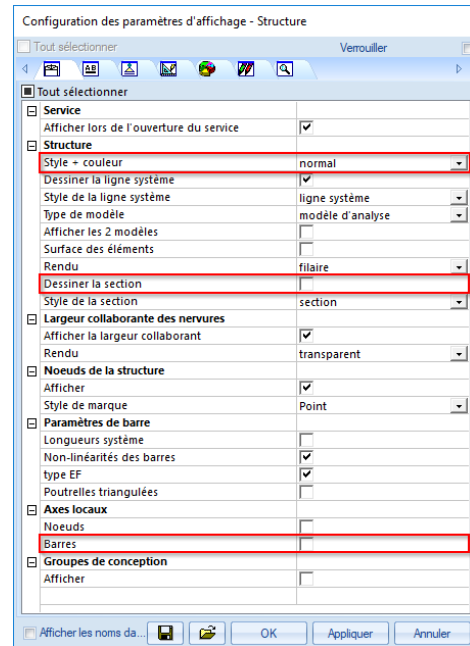 Configuration des paramètres d'affichage - Structure
Tout sélectionner Verrouiller
Tout sélectionner
Service
Afficher lors de l'ouverture du service
Structure
Style + couleur normal
Dessiner la ligne système
Style de la ligne système ligne système
Type de modèle modèle d'analyse
Afficher les 2 modèles
Surface des éléments
Rendu filaire
Dessiner la section
Style de la section section
Largeur collaborante des nervures
Afficher la largeur collaborant
Rendu transparent
Noeuds de la structure
Afficher
Style de marque Point
Paramètres de barre
Longueurs système
Non-linéarités des barres
type EF
Poutrelles triangulées
Axes locaux
Noeuds
Barres
Groupes de conception
Afficher
Afficher les noms da... OK Appliquer Annuler